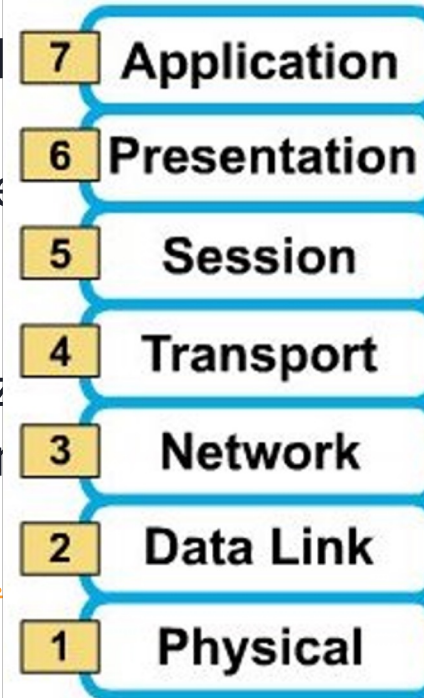 7 Application
6 Presentation
5 Session
4 Transport
3 Network
2 Data Link
1 Physical